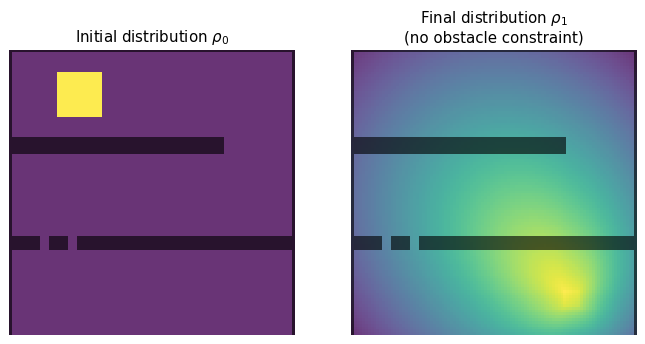 Initial distribution ρ₀
Final distribution ρ₁
(no obstacle constraint)